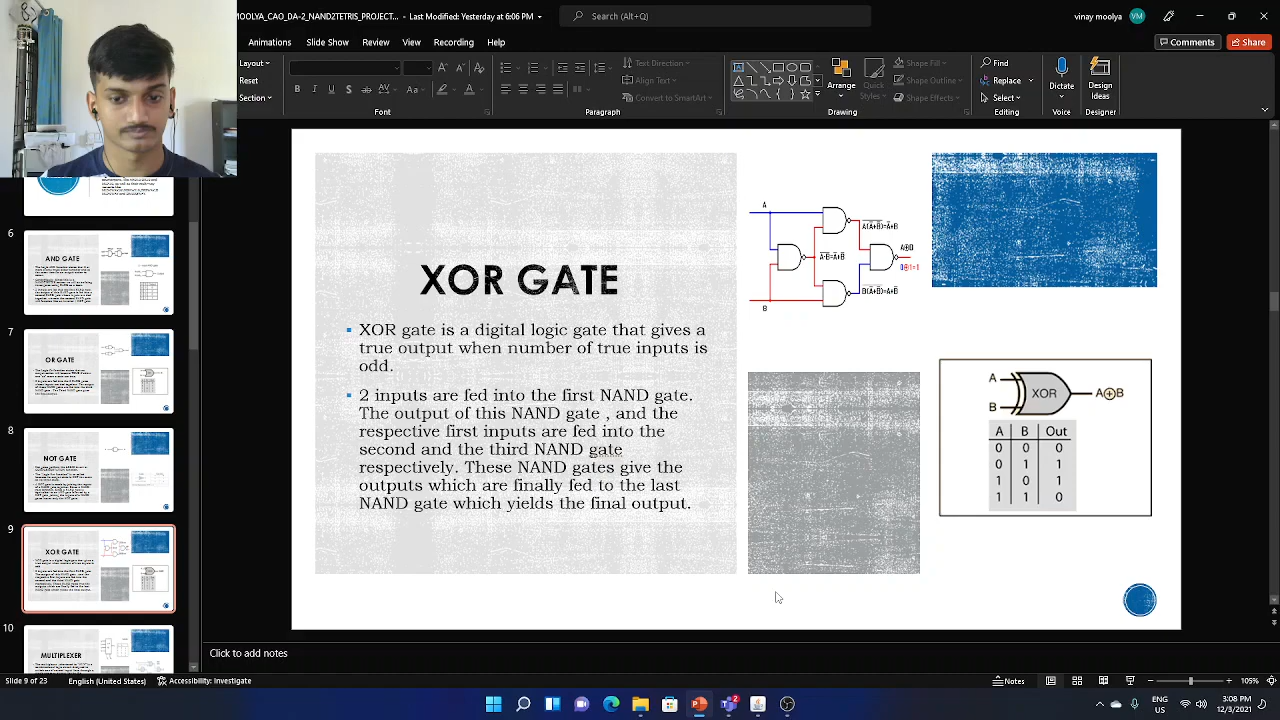 MOOLYA_CAO_DA-2_NAND2TETRIS_PROJECT... - Last Modified: Yesterday at 6:06 PM
Search (Alt+Q)
vinay moolya VM
Animations Slide Show Review View Recording Help
Comments Share
Layout
Reset
Section
Text Direction
Align Text
Convert to SmartArt
Arrange
Quick Styles
Shape Fill
Shape Outline
Shape Effects
Find
Replace
Select
Dictate
Design Ideas
Font Paragraph Drawing Editing Voice Designer
6
AND GATE
7
OR GATE
8
NOT GATE
9
XOR GATE
10
MULTIPLEXER
XOR GATE
XOR gate is a digital logic gate that gives a
true output when number of true inputs is
odd.
2 inputs are fed into the first NAND gate.
The output of this NAND gate , and the
respective first inputs are fed into the
second and the third NAND gate
respectively. These NAND gates give the
outputs which are finally fed to the last
NAND gate which yields the final output.
A
B
A XOR A⊕B
B
A B Out
0 0 0
0 1 1
1 0 1
1 1 0
Click to add notes
Slide 9 of 23 English (United States) Accessibility: Investigate
Notes 105%
ENG
US
3:08 PM
12/3/2021